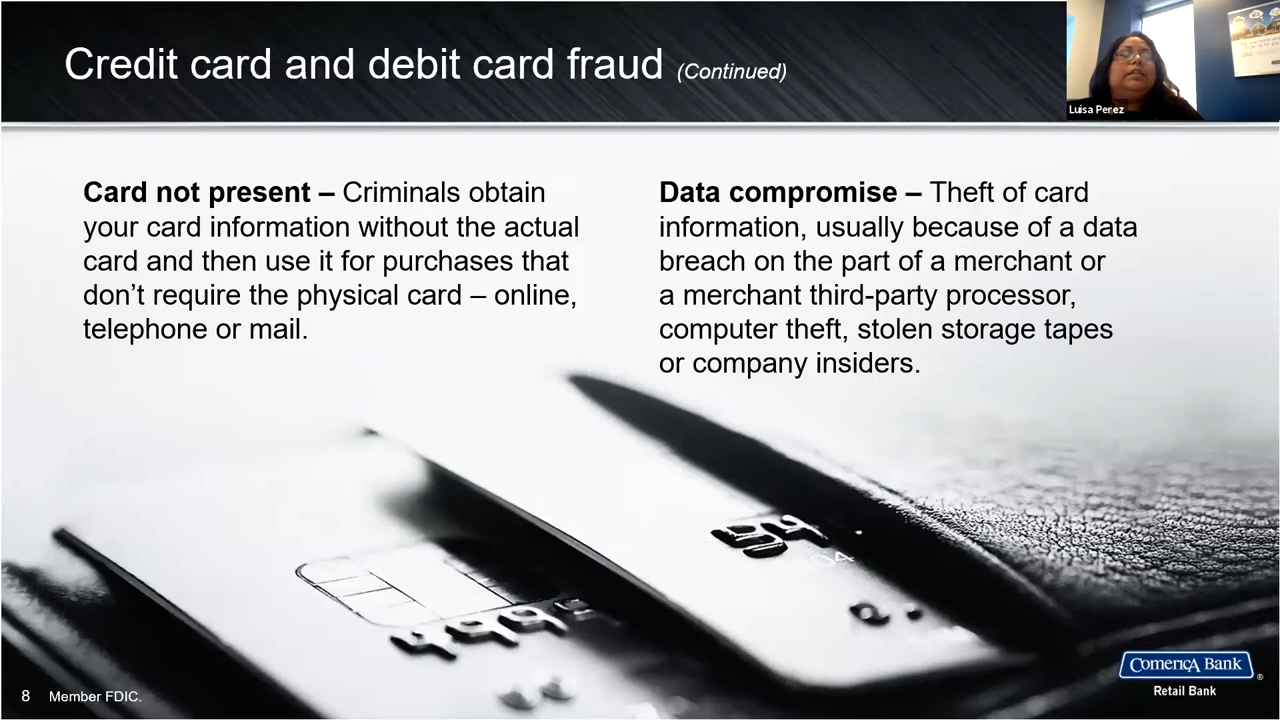 Credit card and debit card fraud (Continued)
Luisa Perez
Card not present – Criminals obtain
your card information without the actual
card and then use it for purchases that
don’t require the physical card – online,
telephone or mail.
Data compromise – Theft of card
information, usually because of a data
breach on the part of a merchant or
a merchant third-party processor,
computer theft, stolen storage tapes
or company insiders.
54
4999
8 Member FDIC.
Comerica Bank®
Retail Bank